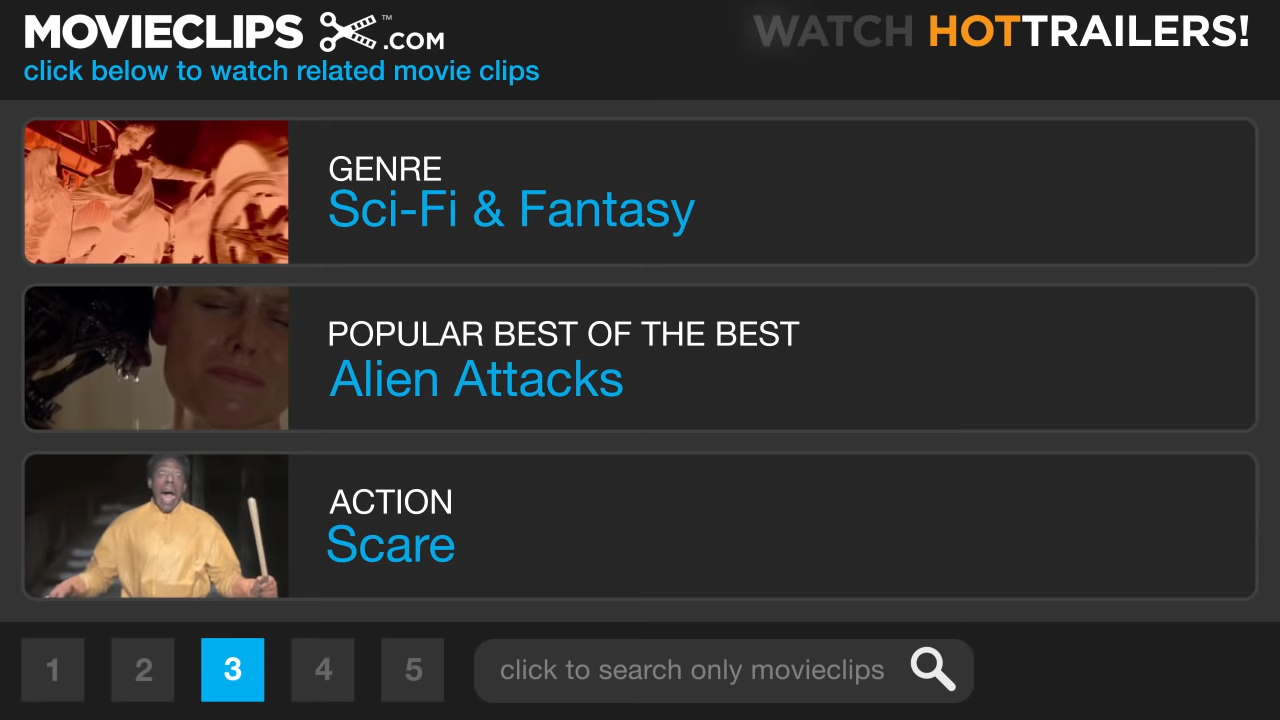 MOVIECLIPS ™ .COM
WATCH HOTTRAILERS!
click below to watch related movie clips
GENRE
Sci-Fi & Fantasy
POPULAR BEST OF THE BEST
Alien Attacks
ACTION
Scare
1 2 3 4 5
click to search only movieclips